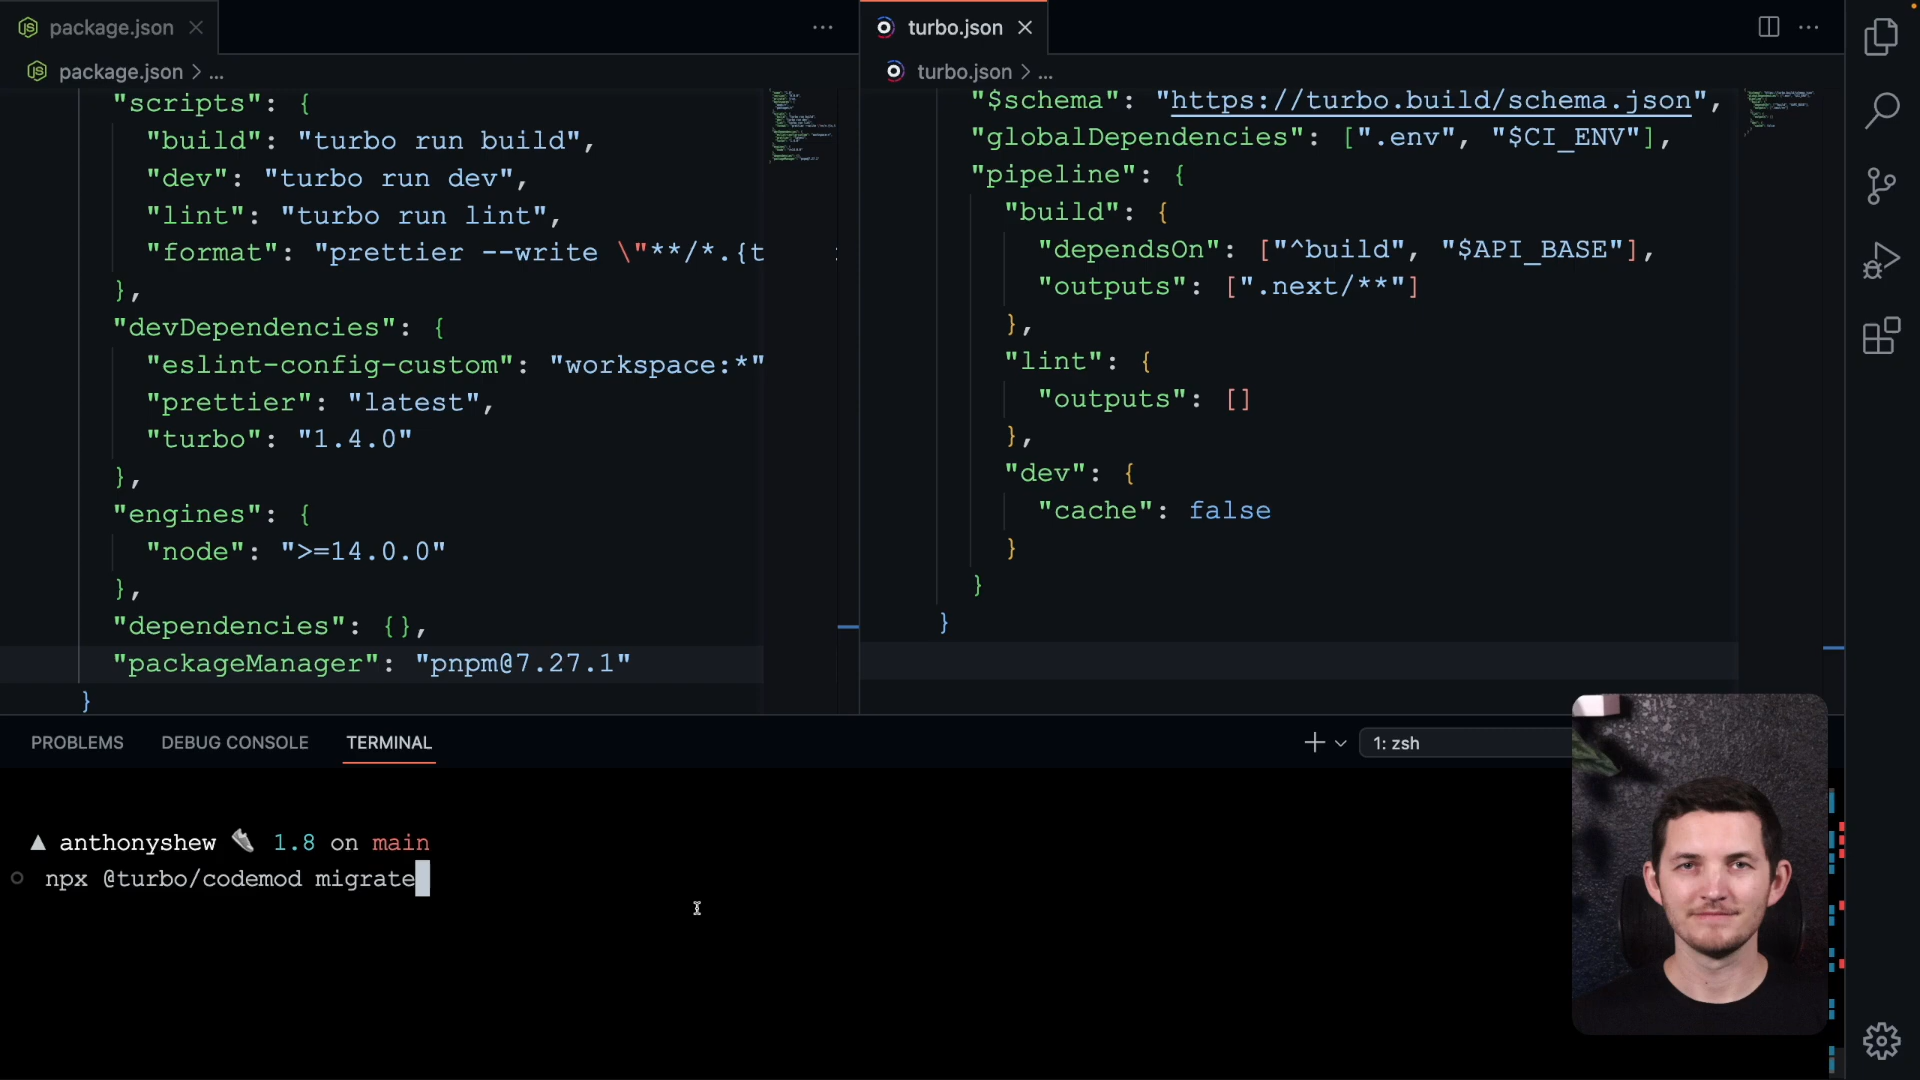 package.json
turbo.json
package.json > ...
turbo.json > ...
"scripts": {
"build": "turbo run build",
"dev": "turbo run dev",
"lint": "turbo run lint",
"format": "prettier --write \"**/*.{t
},
"devDependencies": {
"eslint-config-custom": "workspace:*"
"prettier": "latest",
"turbo": "1.4.0"
},
"engines": {
"node": ">=14.0.0"
},
"dependencies": {},
"packageManager": "pnpm@7.27.1"
}
"$schema": "https://turbo.build/schema.json",
"globalDependencies": [".env", "$CI_ENV"],
"pipeline": {
"build": {
"dependsOn": ["^build", "$API_BASE"],
"outputs": [".next/**"]
},
"lint": {
"outputs": []
},
"dev": {
"cache": false
}
}
}
PROBLEMS DEBUG CONSOLE TERMINAL
1: zsh
▲ anthonyshew 1.8 on main
npx @turbo/codemod migrate